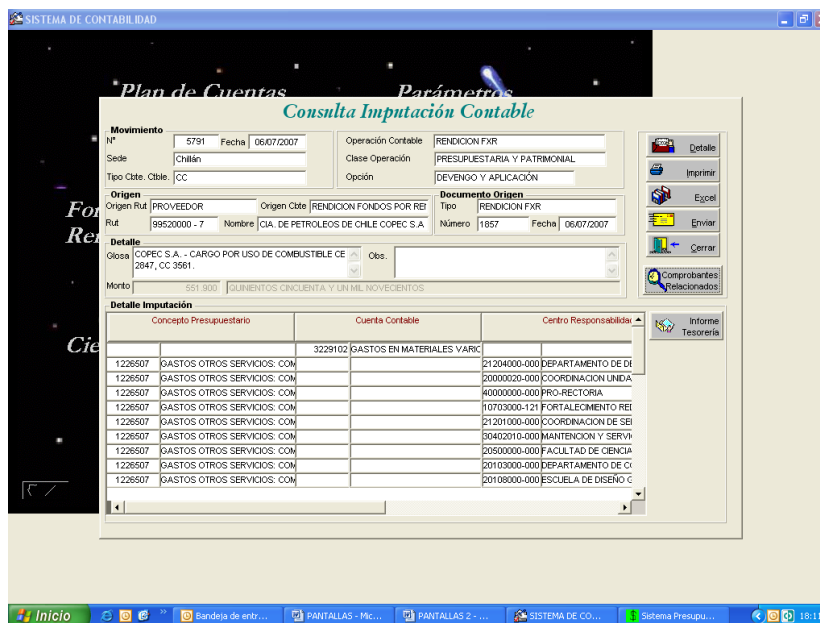 SISTEMA DE CONTABILIDAD
Plan de Cuentas
Parámetros
Consulta Imputación Contable
Movimiento
N° 5791 Fecha 06/07/2007
Sede Chillán
Tipo Cbte. Ctble. CC
Operación Contable RENDICION FXR
Clase Operación PRESUPUESTARIA Y PATRIMONIAL
Opción DEVENGO Y APLICACIÓN
Origen
Origen Rut PROVEEDOR Origen Cbte RENDICIÓN FONDOS POR REI
Rut 99520000 - 7 Nombre CIA. DE PETROLEOS DE CHILE COPEC S.A
Documento Origen
Tipo RENDICION FXR
Número 1857 Fecha 06/07/2007
Detalle
Glosa COPEC S.A. - CARGO POR USO DE COMBUSTIBLE CE
2847, CC 3561.
Obs.
Monto 551.900 QUINIENTOS CINCUENTA Y UN MIL NOVECIENTOS
Detalle
Imprimir
Excel
Enviar
Cerrar
Comprobantes
Relacionados
Informe
Tesorería
Detalle Imputación
Concepto Presupuestario Cuenta Contable Centro Responsabilidad
3229102 GASTOS EN MATERIALES VARIO
1226507 GASTOS OTROS SERVICIOS: COM 21204000-000 DEPARTAMENTO DE DE
1226507 GASTOS OTROS SERVICIOS: COM 20000020-000 COORDINACION UNIDA
1226507 GASTOS OTROS SERVICIOS: COM 40000000-000 PRO-RECTORIA
1226507 GASTOS OTROS SERVICIOS: COM 10703000-121 FORTALECIMIENTO REI
1226507 GASTOS OTROS SERVICIOS: COM 21201000-000 COORDINACION DE SEI
1226507 GASTOS OTROS SERVICIOS: COM 30402010-000 MANTENCION Y SERVI
1226507 GASTOS OTROS SERVICIOS: COM 20500000-000 FACULTAD DE CIENCIA
1226507 GASTOS OTROS SERVICIOS: COM 20103000-000 DEPARTAMENTO DE CO
1226507 GASTOS OTROS SERVICIOS: COM 20108000-000 ESCUELA DE DISEÑO G
Fo
Re
Cie
Inicio
Bandeja de entr...
PANTALLAS - Mic...
PANTALLAS 2 - ...
SISTEMA DE CO...
Sistema Presupu...
18:11